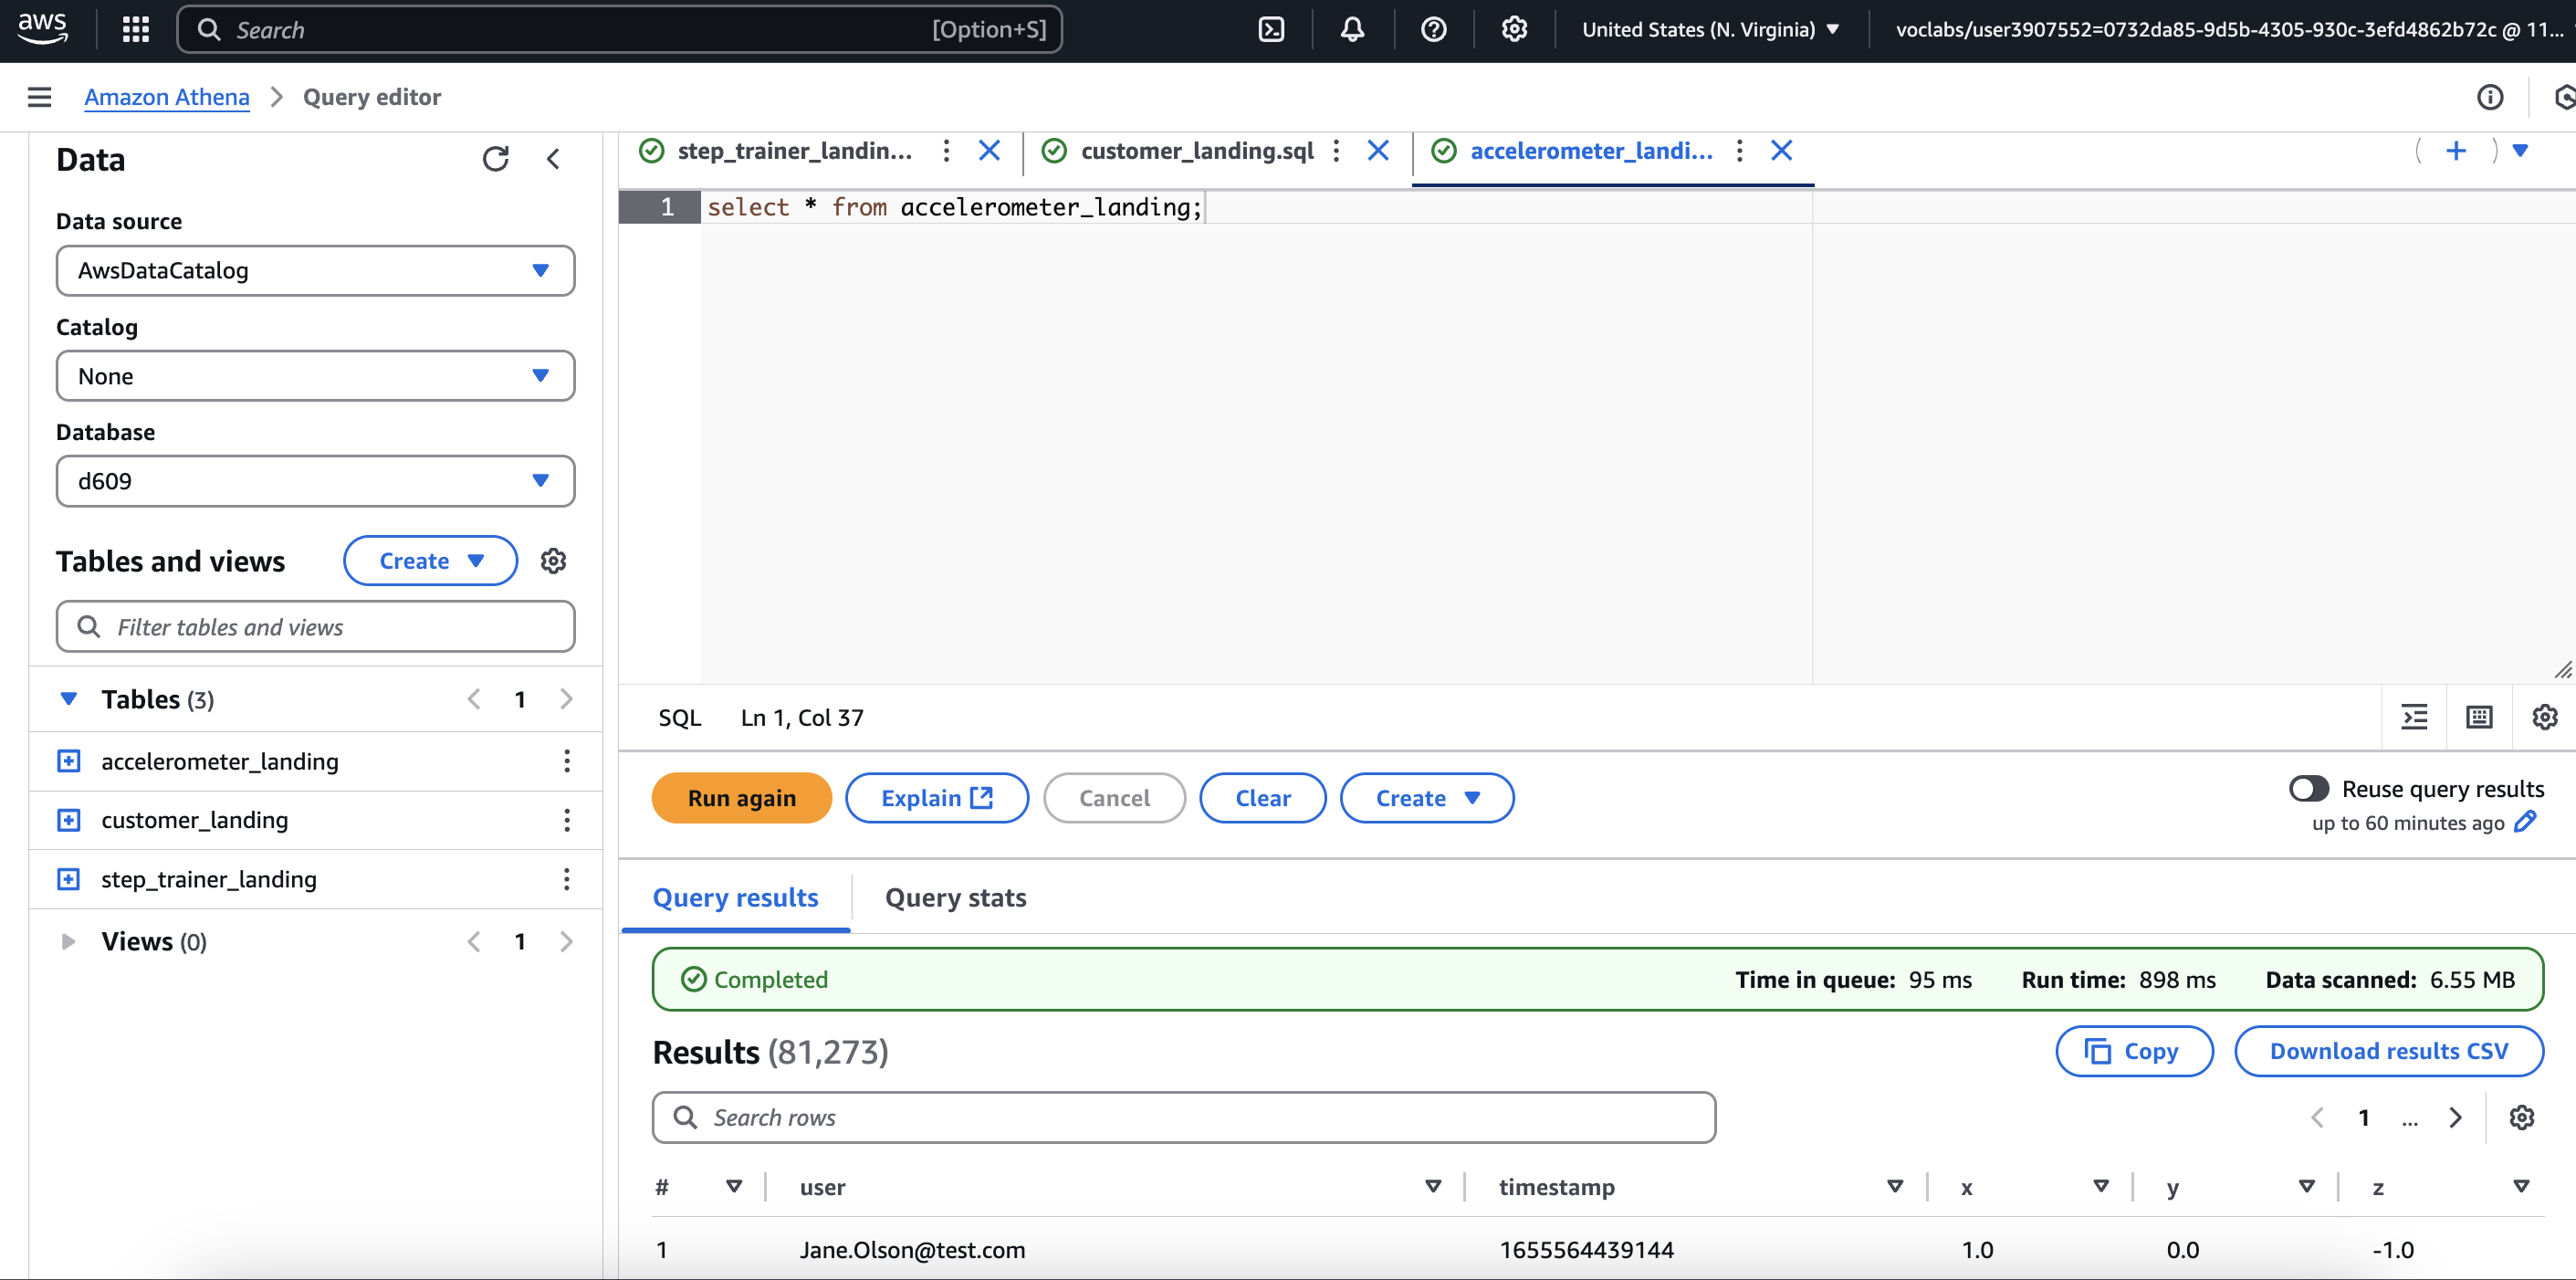 aws Search [Option+S] United States (N. Virginia) voclabs/user3907552=0732da85-9d5b-4305-930c-3efd4862b72c @ 11...
Amazon Athena Query editor
Data
Data source
AwsDataCatalog
Catalog
None
Database
d609
Tables and views Create
Filter tables and views
Tables (3) 1
accelerometer_landing
customer_landing
step_trainer_landing
Views (0) 1
step_trainer_landin... customer_landing.sql accelerometer_landi...
1 select * from accelerometer_landing;
SQL Ln 1, Col 37
Run again Explain Cancel Clear Create Reuse query results
up to 60 minutes ago
Query results Query stats
Completed Time in queue: 95 ms Run time: 898 ms Data scanned: 6.55 MB
Results (81,273) Copy Download results CSV
Search rows 1 ...
# user timestamp x y z
1 Jane.Olson@test.com 1655564439144 1.0 0.0 -1.0